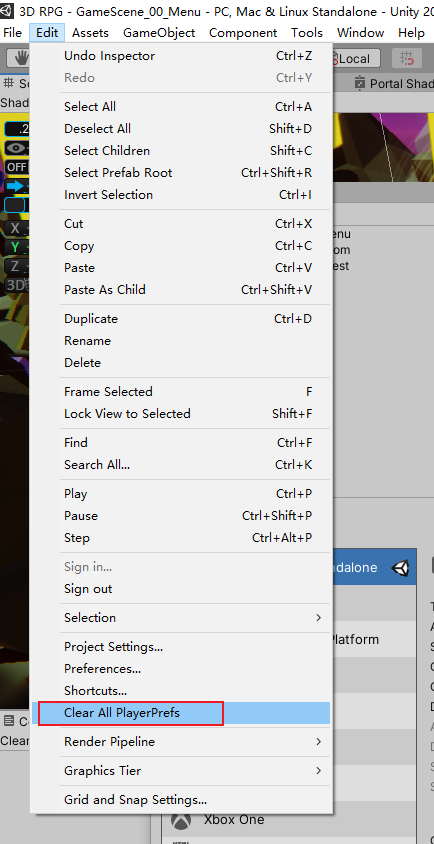 3D RPG - GameScene_00_Menu - PC, Mac & Linux Standalone - Unity 20
File Edit Assets GameObject Component Tools Window Help
Local
Portal Shad
Shad
Undo Inspector Ctrl+Z
Redo Ctrl+Y
Select All Ctrl+A
Deselect All Shift+D
Select Children Shift+C
Select Prefab Root Ctrl+Shift+R
Invert Selection Ctrl+I
Cut Ctrl+X
Copy Ctrl+C
Paste Ctrl+V
Paste As Child Ctrl+Shift+V
Duplicate Ctrl+D
Rename
Delete
Frame Selected F
Lock View to Selected Shift+F
Find Ctrl+F
Search All... Ctrl+K
Play Ctrl+P
Pause Ctrl+Shift+P
Step Ctrl+Alt+P
Sign in...
Sign out
Selection
Project Settings...
Preferences...
Shortcuts...
Clear All PlayerPrefs
Render Pipeline
Graphics Tier
Grid and Snap Settings...
.2
OFF
X
Y
Z
3D
enu
om
est
ndalone
Platform
Co
Clear
Xbox One